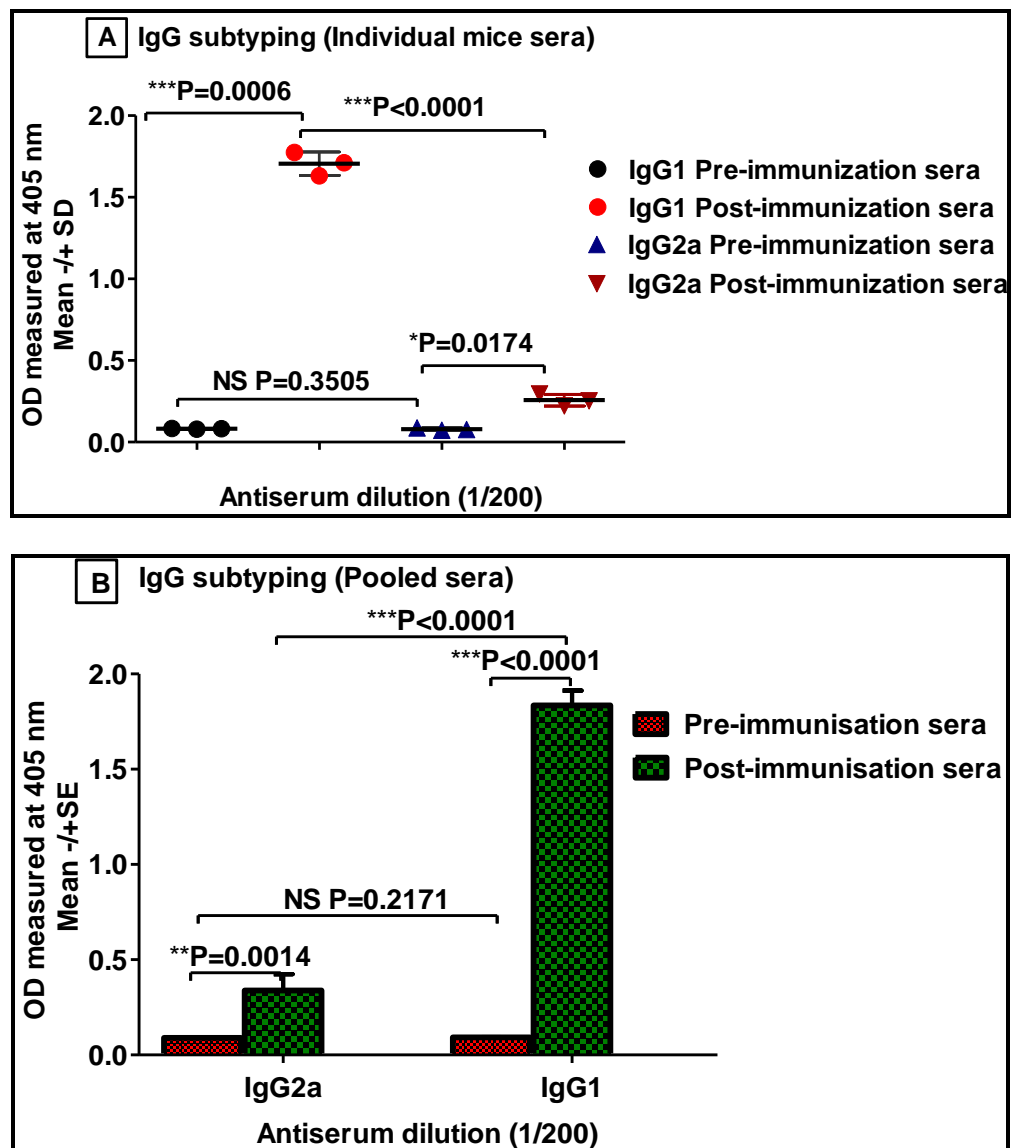 A IgG subtyping (Individual mice sera)
***P=0.0006
***P<0.0001
2.0
1.5
1.0
0.5
0.0
OD measured at 405 nm
Mean -/+ SD
IgG1 Pre-immunization sera
IgG1 Post-immunization sera
IgG2a Pre-immunization sera
IgG2a Post-immunization sera
*P=0.0174
NS P=0.3505
Antiserum dilution (1/200)
B IgG subtyping (Pooled sera)
***P<0.0001
***P<0.0001
2.0
1.5
1.0
0.5
0.0
OD measured at 405 nm
Mean -/+SE
Pre-immunisation sera
Post-immunisation sera
NS P=0.2171
**P=0.0014
IgG2a
IgG1
Antiserum dilution (1/200)